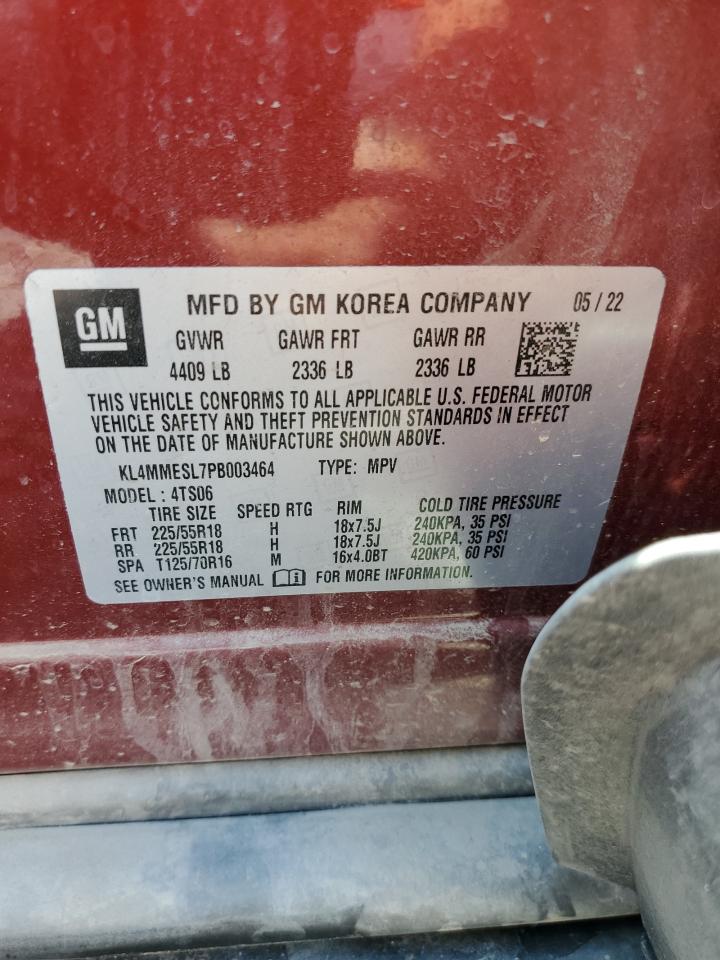 GM MFD BY GM KOREA COMPANY 05 / 22
GVWR GAWR FRT GAWR RR
4409 LB 2336 LB 2336 LB
THIS VEHICLE CONFORMS TO ALL APPLICABLE U.S. FEDERAL MOTOR
VEHICLE SAFETY AND THEFT PREVENTION STANDARDS IN EFFECT
ON THE DATE OF MANUFACTURE SHOWN ABOVE.
KL4MMESL7PB003464 TYPE: MPV
MODEL : 4TS06
TIRE SIZE SPEED RTG RIM COLD TIRE PRESSURE
FRT 225/55R18 H 18x7.5J 240KPA, 35 PSI
RR 225/55R18 H 18x7.5J 240KPA, 35 PSI
SPA T125/70R16 M 16x4.0BT 420KPA, 60 PSI
SEE OWNER'S MANUAL FOR MORE INFORMATION.